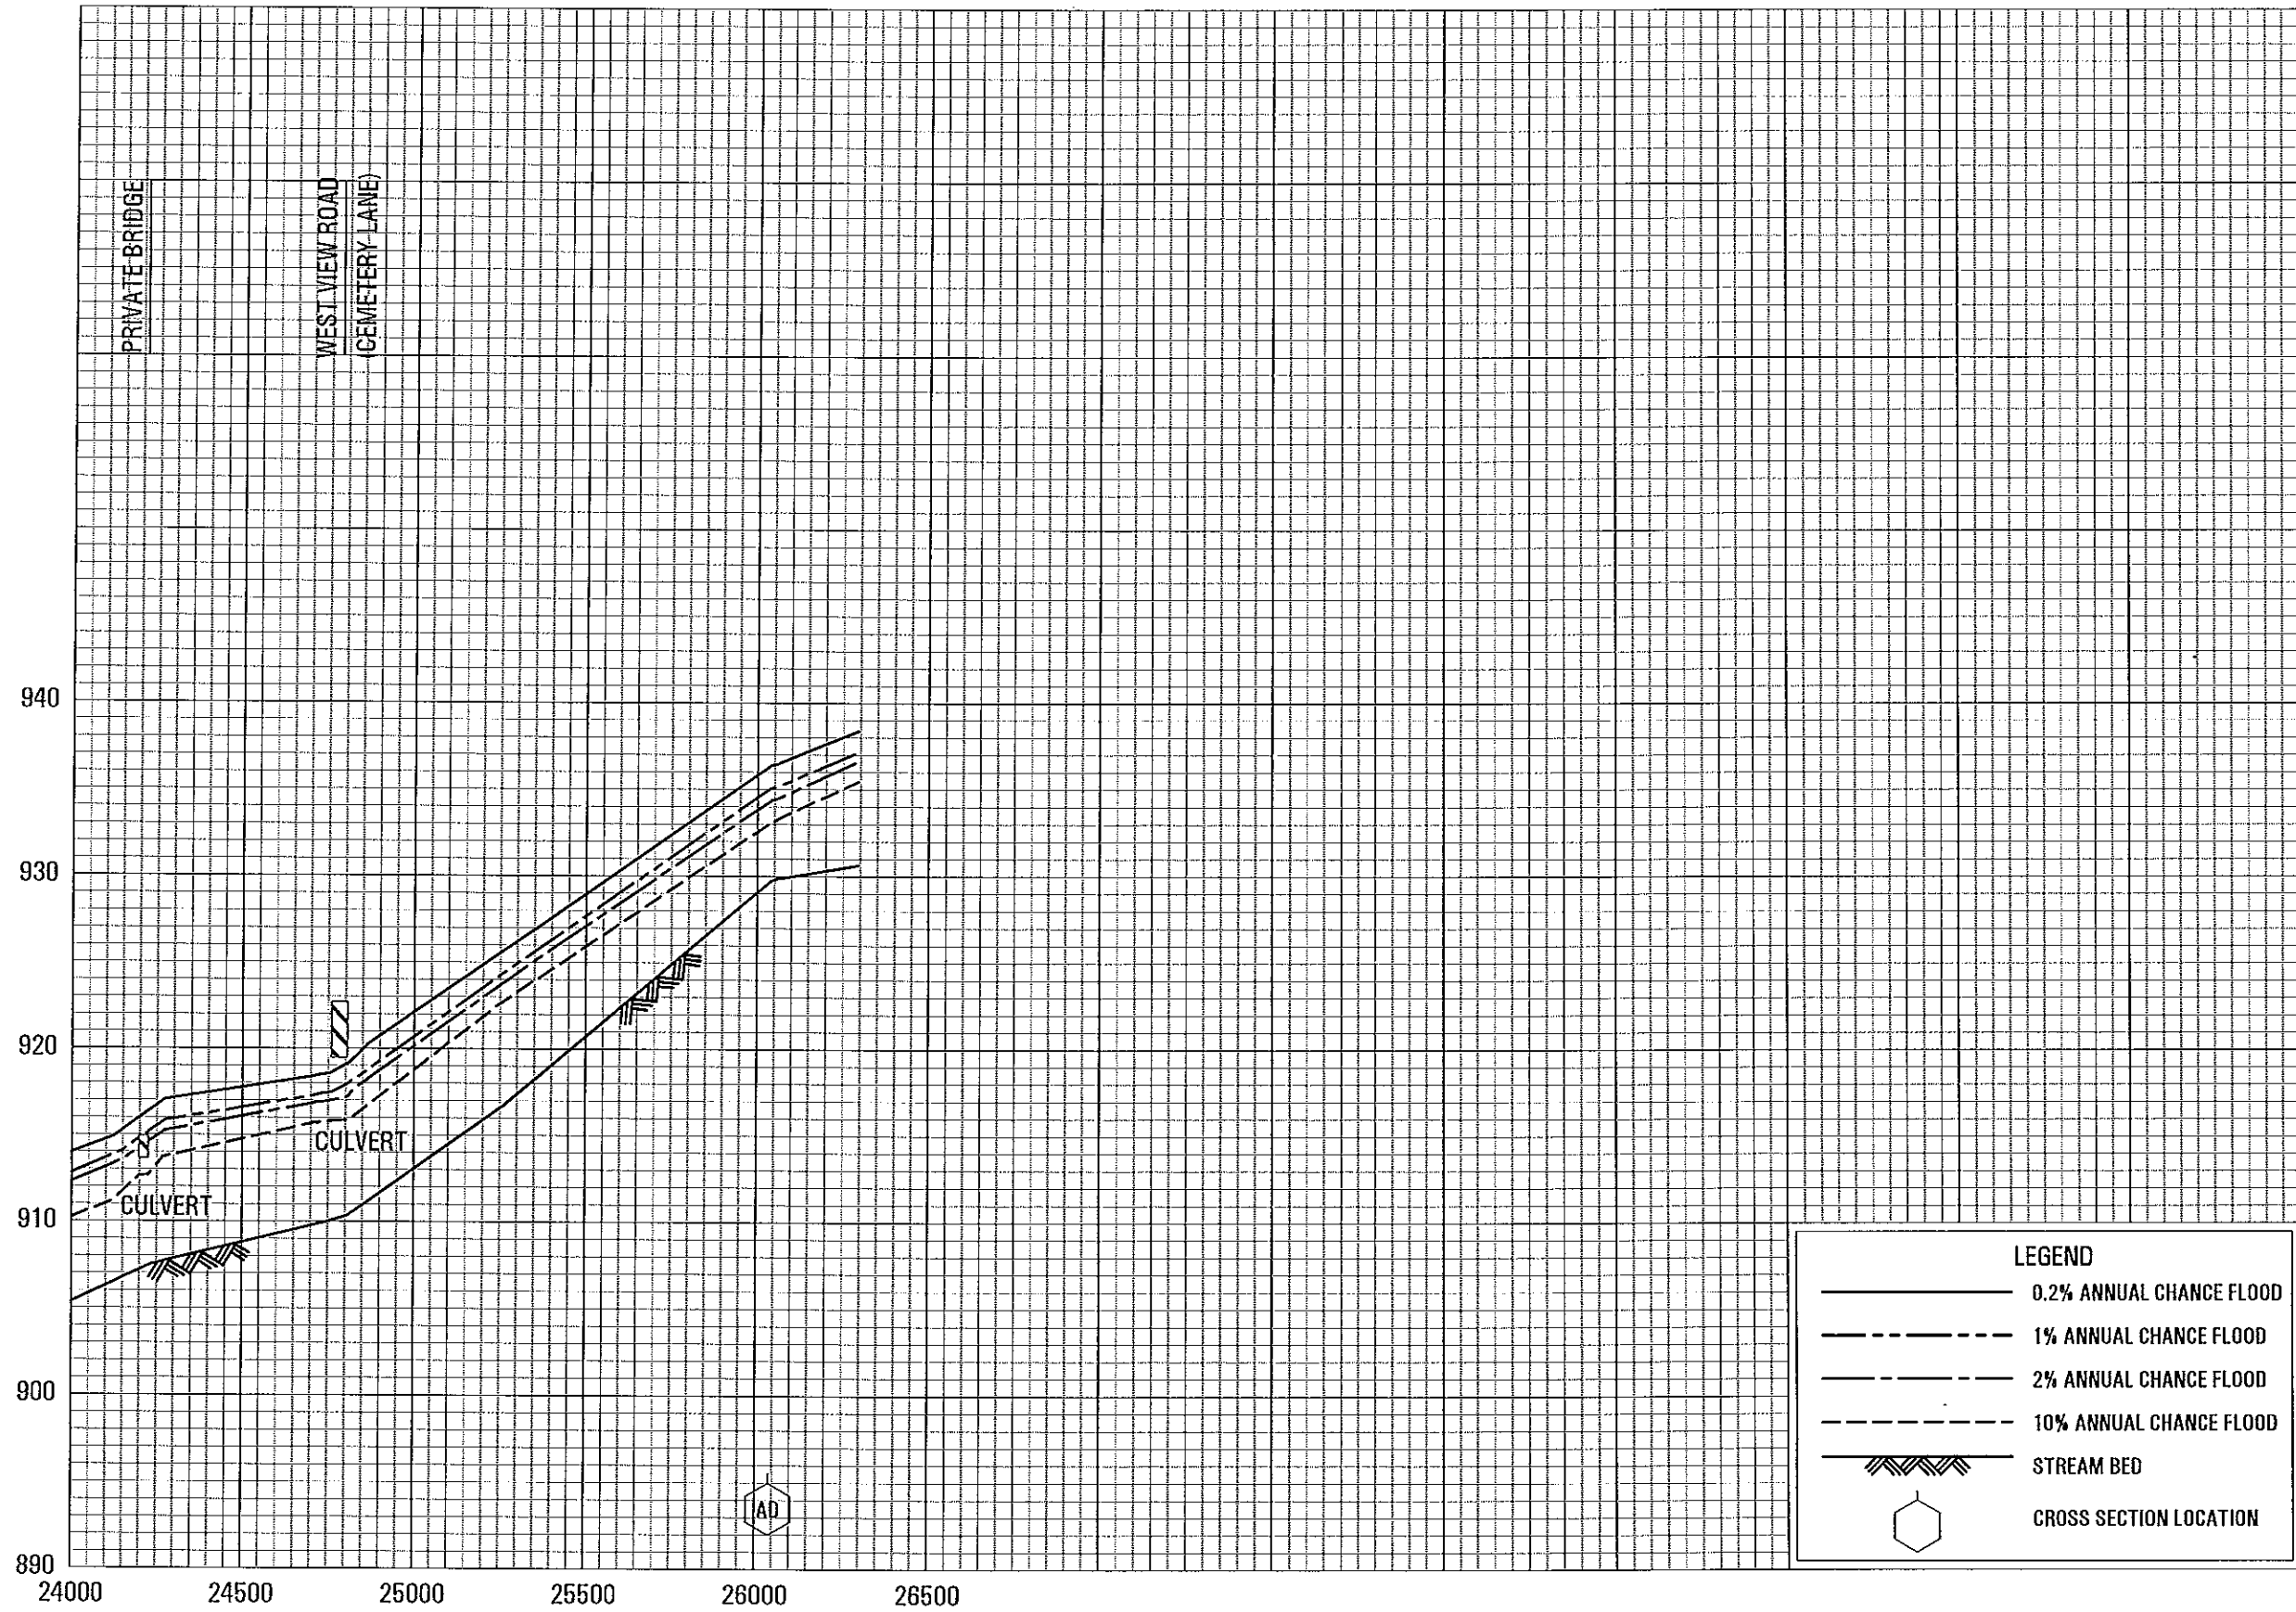 PRIVATE BRIDGE
WEST VIEW ROAD
(CEMETERY LANE)
940
930
920
910
900
890
CULVERT
CULVERT
AD
24000
24500
25000
25500
26000
26500
LEGEND
0.2% ANNUAL CHANCE FLOOD
1% ANNUAL CHANCE FLOOD
2% ANNUAL CHANCE FLOOD
10% ANNUAL CHANCE FLOOD
STREAM BED
CROSS SECTION LOCATION